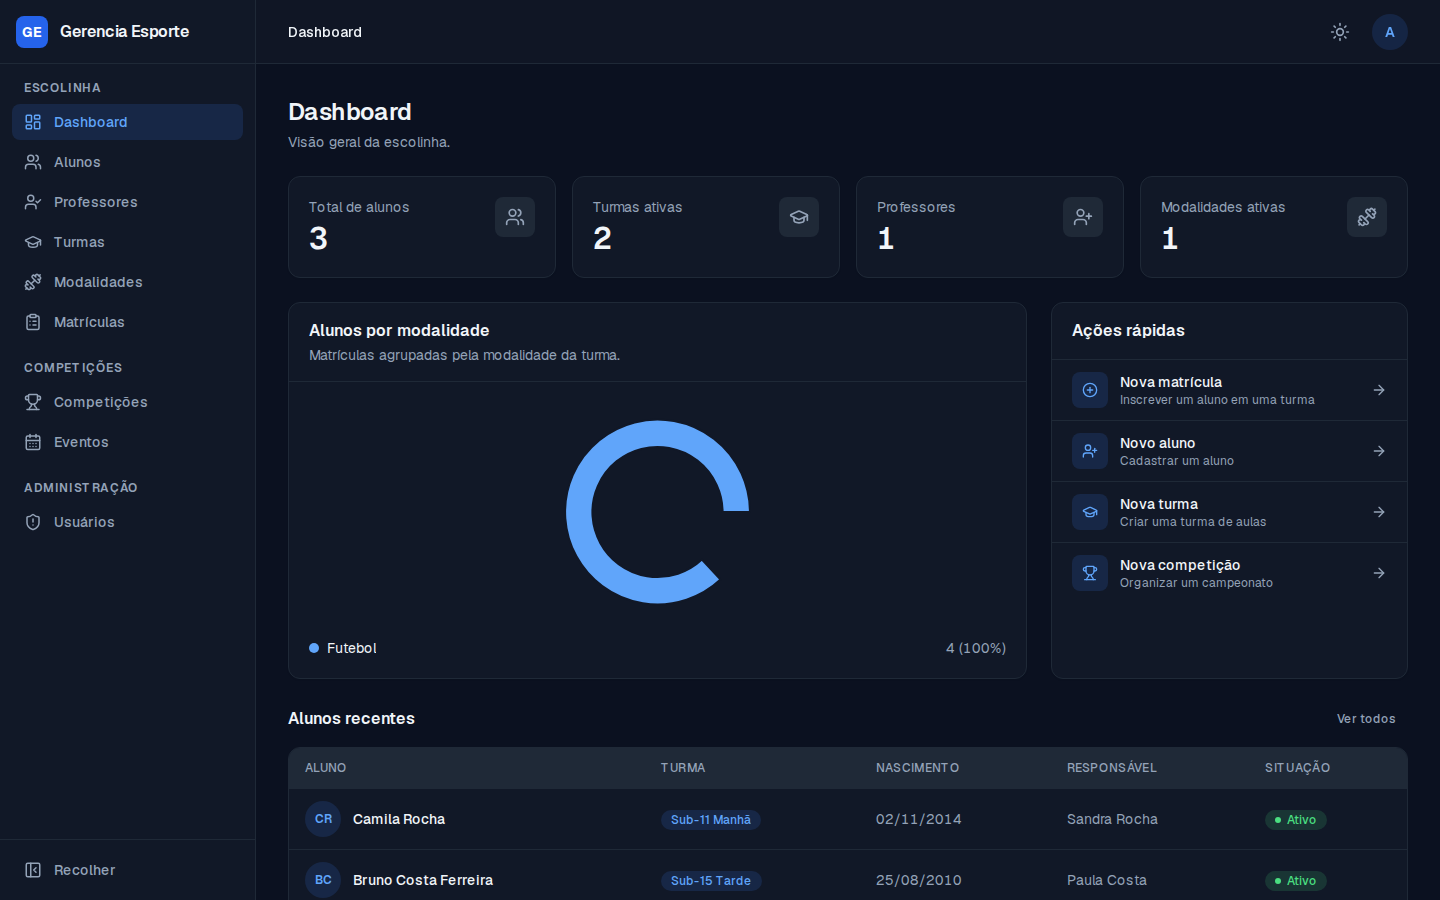 GE
Gerencia Esporte
Dashboard
A
ESCOLINHA
Dashboard
Alunos
Professores
Turmas
Modalidades
Matrículas
COMPETIÇÕES
Competições
Eventos
ADMINISTRAÇÃO
Usuários
Recolher
Dashboard
Visão geral da escolinha.
Total de alunos
3
Turmas ativas
2
Professores
1
Modalidades ativas
1
Alunos por modalidade
Matrículas agrupadas pela modalidade da turma.
Futebol 4 (100%)
Ações rápidas
Nova matrícula
Inscrever um aluno em uma turma
Novo aluno
Cadastrar um aluno
Nova turma
Criar uma turma de aulas
Nova competição
Organizar um campeonato
Alunos recentes
Ver todos
ALUNO TURMA NASCIMENTO RESPONSÁVEL SITUAÇÃO
CR Camila Rocha Sub-11 Manhã 02/11/2014 Sandra Rocha Ativo
BC Bruno Costa Ferreira Sub-15 Tarde 25/08/2010 Paula Costa Ativo